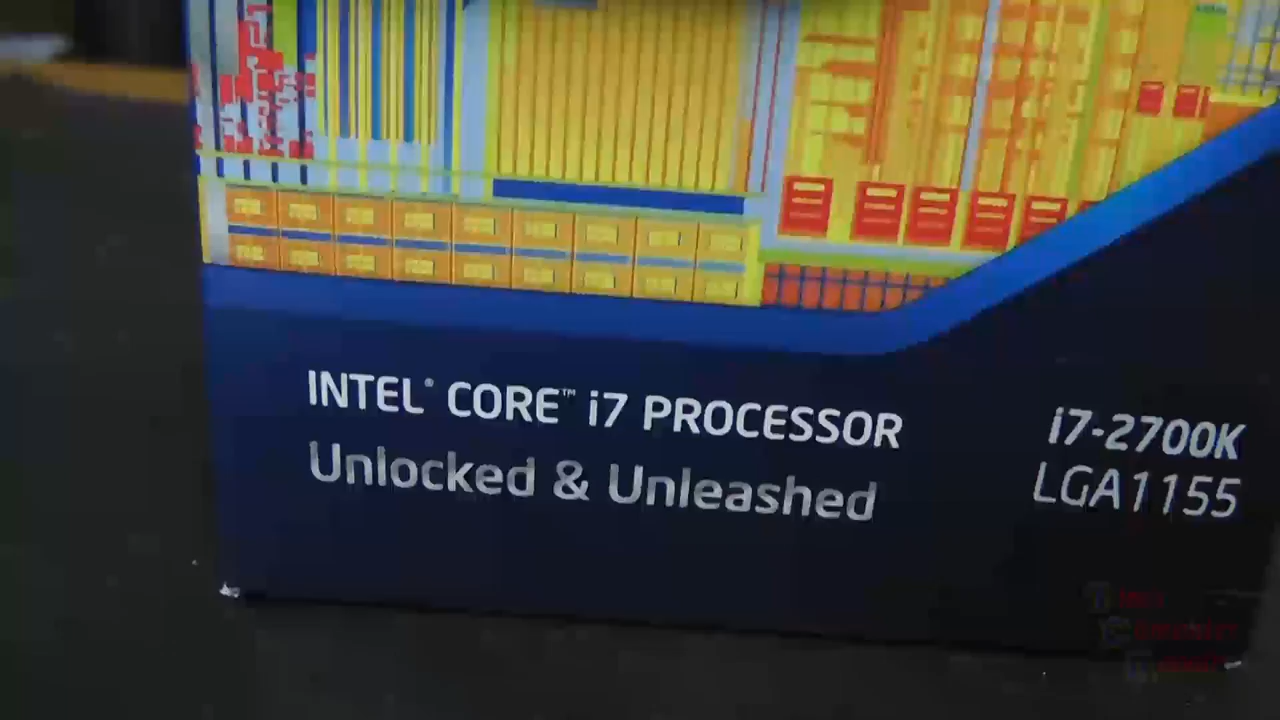 INTEL® CORE™ i7 PROCESSOR
Unlocked & Unleashed
i7-2700K
LGA1155